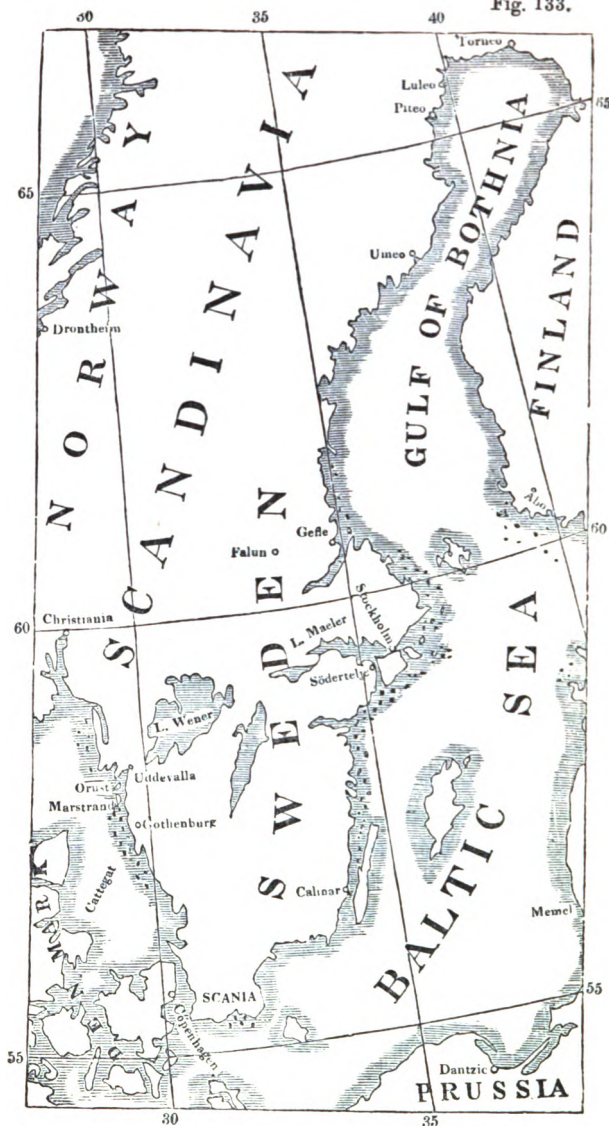 Fig. 133.
30
35
40
Torneo
Luleo
Piteo
65
65
NORWAY
SCANDINAVIA
GULF OF BOTHNIA
FINLAND
Umeo
Drontheim
Åbo
Gefle
Falun
60
Stockholm
Christiania
60
L. Maeler
Södertelje
SWEDEN
SEA
L. Wener
Uddevalla
Orust
Marstrand
Gothenburg
Cattegat
Calmar
BALTIC
Memel
DENMARK
SCANIA
Copenhagen
55
55
Dantzic
PRUSSIA
30
35